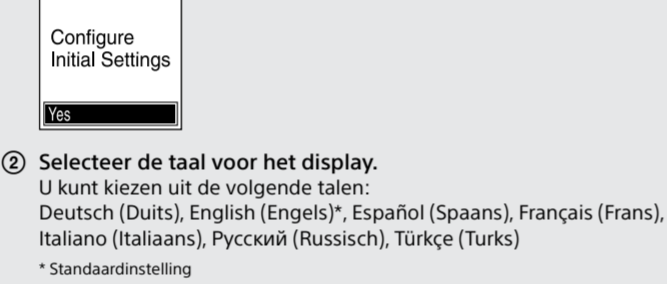 Configure
Initial Settings
Yes
② Selecteer de taal voor het display.
U kunt kiezen uit de volgende talen:
Deutsch (Duits), English (Engels)*, Español (Spaans), Français (Frans),
Italiano (Italiaans), Русский (Russisch), Türkçe (Turks)
* Standaardinstelling